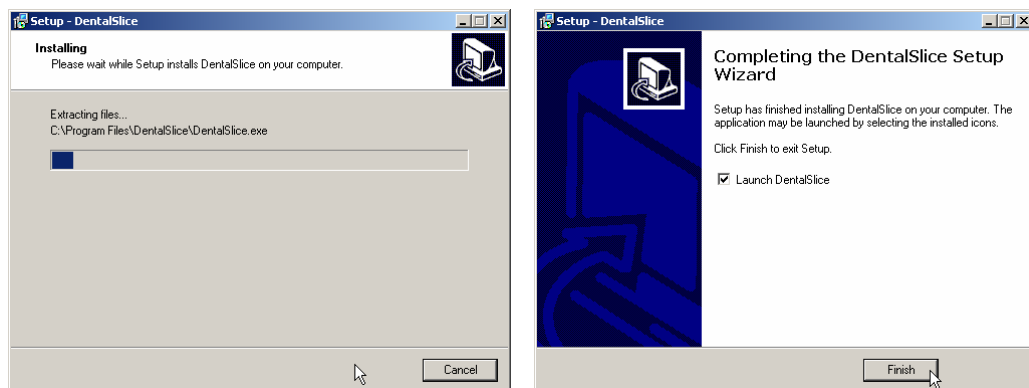 Setup - DentalSlice
Installing
Please wait while Setup installs DentalSlice on your computer.
Extracting files...
C:\Program Files\DentalSlice\DentalSlice.exe
Cancel
Setup - DentalSlice
Completing the DentalSlice Setup
Wizard
Setup has finished installing DentalSlice on your computer. The
application may be launched by selecting the installed icons.
Click Finish to exit Setup.
Launch DentalSlice
Finish